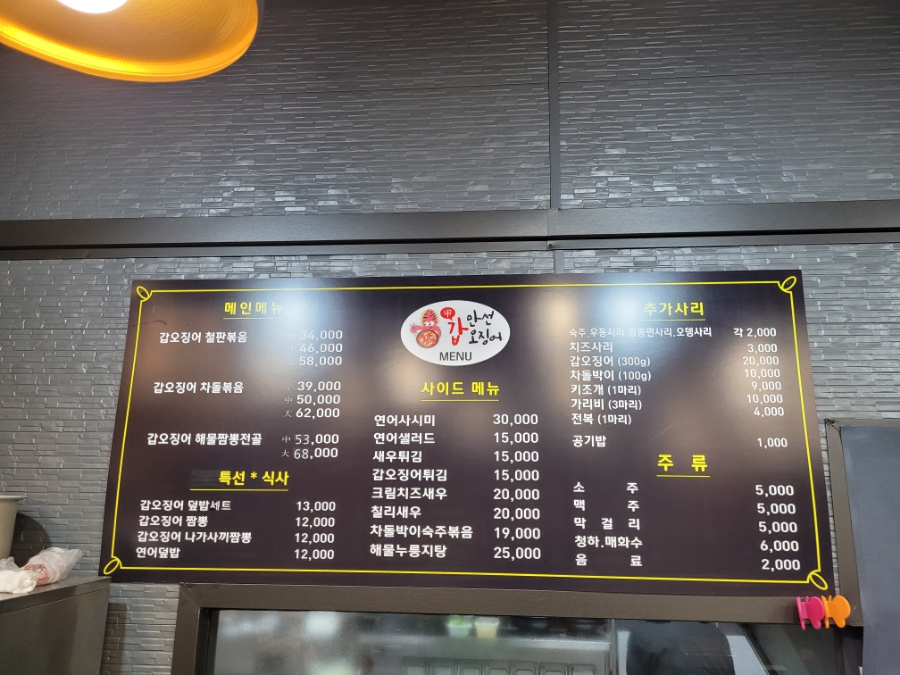 메인메뉴
갑오징어 철판볶음 34,000
46,000
58,000
갑오징어 차돌볶음 39,000
中 50,000
大 62,000
갑오징어 해물짬뽕전골 中 53,000
大 68,000
특선 * 식사
갑오징어 덮밥세트 13,000
갑오징어 짬뽕 12,000
갑오징어 나가사끼짬뽕 12,000
연어덮밥 12,000
만선
甲 갑오징어
MENU
사이드 메뉴
연어사시미 30,000
연어샐러드 15,000
새우튀김 15,000
갑오징어튀김 15,000
크림치즈새우 20,000
칠리새우 20,000
차돌박이숙주볶음 19,000
해물누룽지탕 25,000
추가사리
숙주,우동사리,면사리,오뎅사리 각 2,000
치즈사리 3,000
갑오징어 (300g) 20,000
차돌박이 (100g) 10,000
키조개 (1마리) 9,000
가리비 (3마리) 10,000
전복 (1마리) 4,000
공기밥 1,000
주 류
소 주 5,000
맥 주 5,000
막 걸 리 5,000
청하.매화수 6,000
음 료 2,000